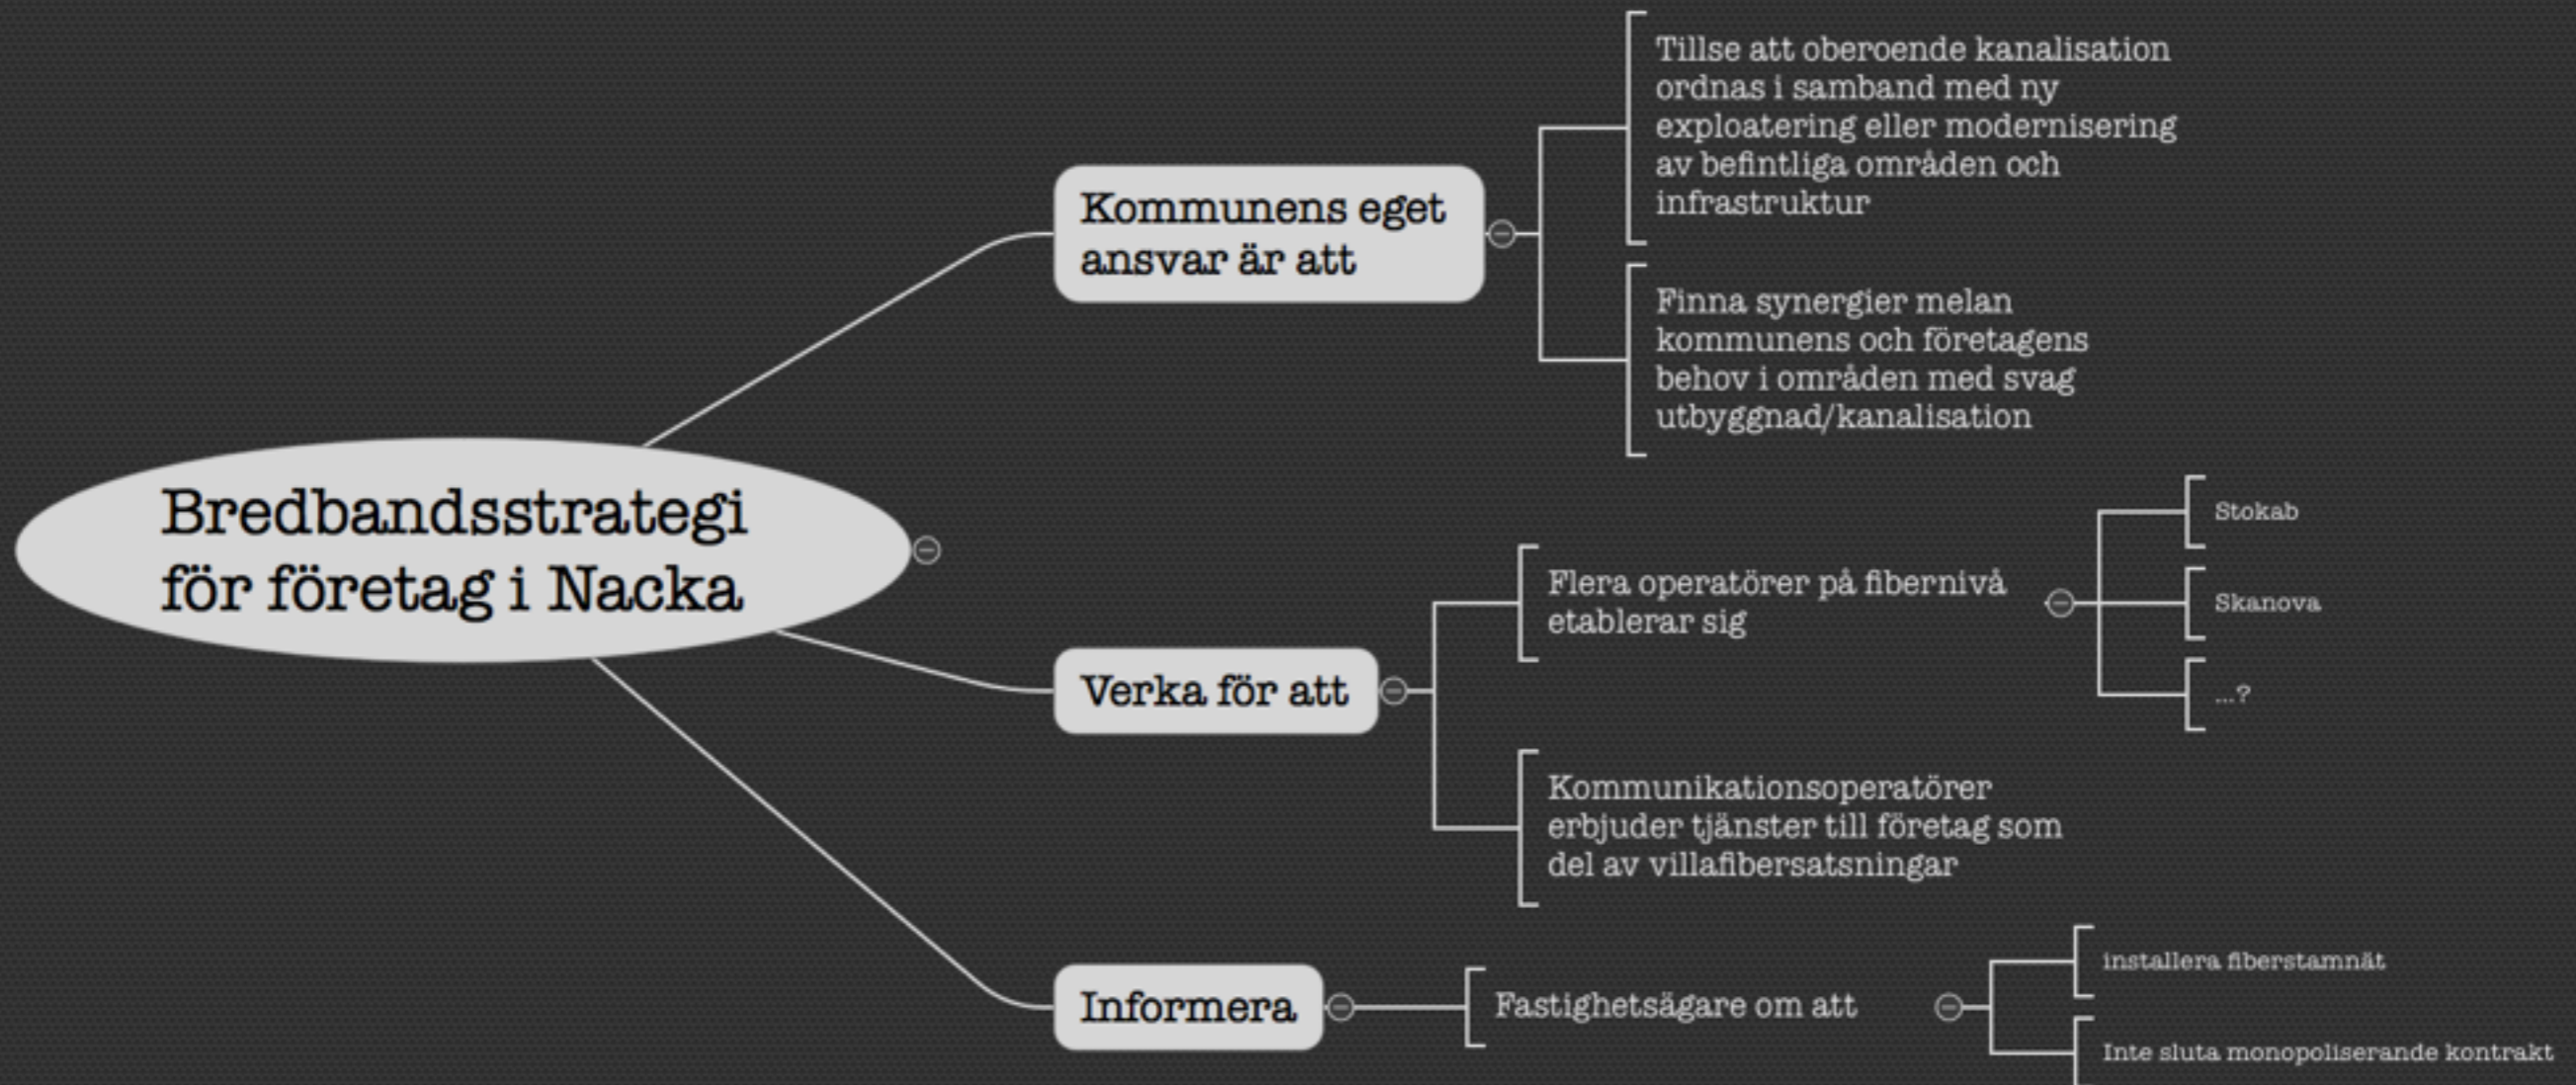 Bredbandsstrategi
för företag i Nacka
Kommunens eget
ansvar är att
Tillse att oberoende kanalisation
ordnas i samband med ny
exploatering eller modernisering
av befintliga områden och
infrastruktur
Finna synergier melan
kommunens och företagens
behov i områden med svag
utbyggnad/kanalisation
Verka för att
Flera operatörer på fibernivå
etablerar sig
Stokab
Skanova
...?
Kommunikationsoperatörer
erbjuder tjänster till företag som
del av villafibersatsningar
Informera
Fastighetsägare om att
installera fiberstamnät
Inte sluta monopoliserande kontrakt